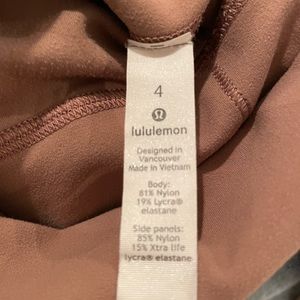 4
lululemon
Designed in
Vancouver
Made in Vietnam
Body:
81% Nylon
19% Lycra®
elastane
Side panels:
85% Nylon
15% Xtra life
lycra® elastane